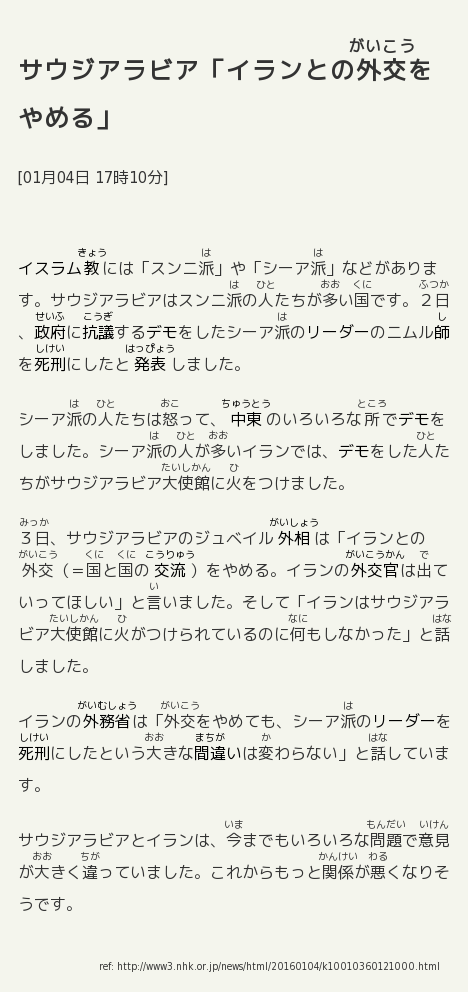 サウジアラビア「イランとの外交を
やめる」
[01月04日 17時10分]
イスラム教には「スンニ派」や「シーア派」などがありま
す。サウジアラビアはスンニ派の人たちが多い国です。２日
、政府に抗議するデモをしたシーア派のリーダーのニムル師
を死刑にしたと発表しました。
シーア派の人たちは怒って、中東のいろいろな所でデモを
しました。シーア派の人が多いイランでは、デモをした人た
ちがサウジアラビア大使館に火をつけました。
３日、サウジアラビアのジュベイル外相は「イランとの
外交（＝国と国の交流）をやめる。イランの外交官は出て
いってほしい」と言いました。そして「イランはサウジアラ
ビア大使館に火がつけられているのに何もしなかった」と話
しました。
イランの外務省は「外交をやめても、シーア派のリーダーを
死刑にしたという大きな間違いは変わらない」と話していま
す。
サウジアラビアとイランは、今までもいろいろな問題で意見
が大きく違っていました。これからもっと関係が悪くなりそ
うです。
ref: http://www3.nhk.or.jp/news/html/20160104/k10010360121000.html